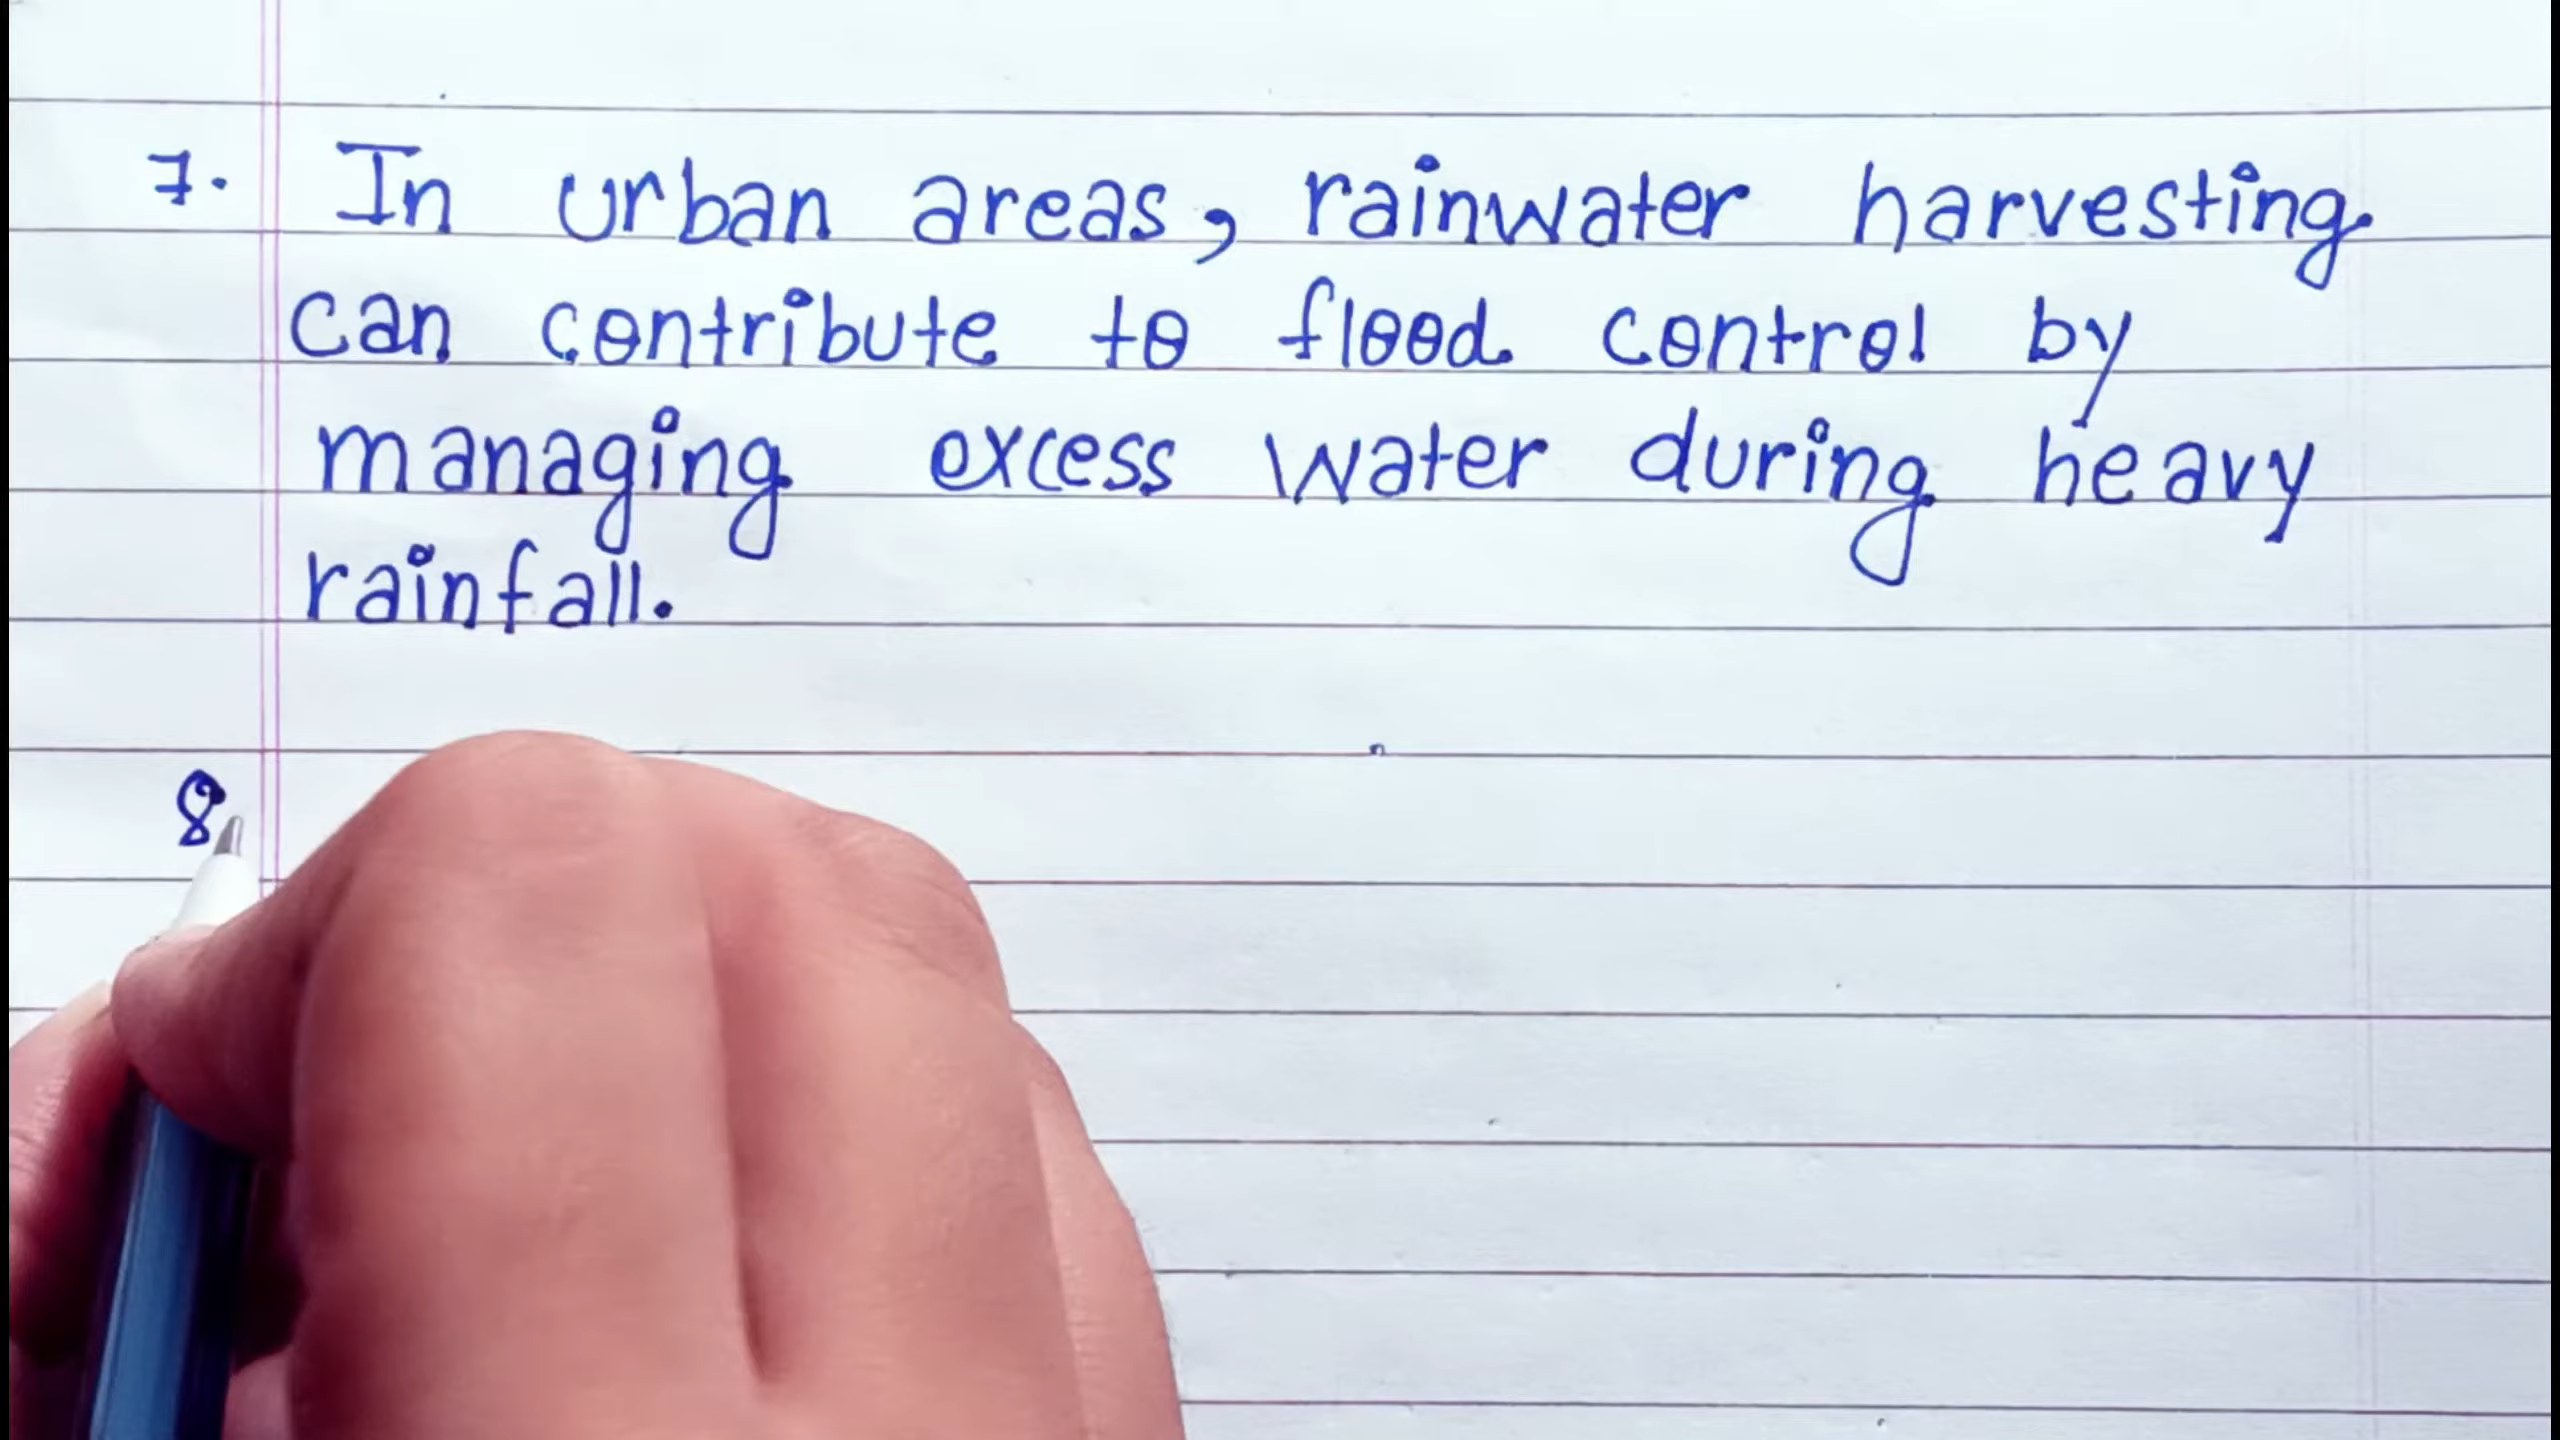 7. In urban areas, rainwater harvesting
can contribute to flood control by
managing excess water during heavy
rainfall.
8